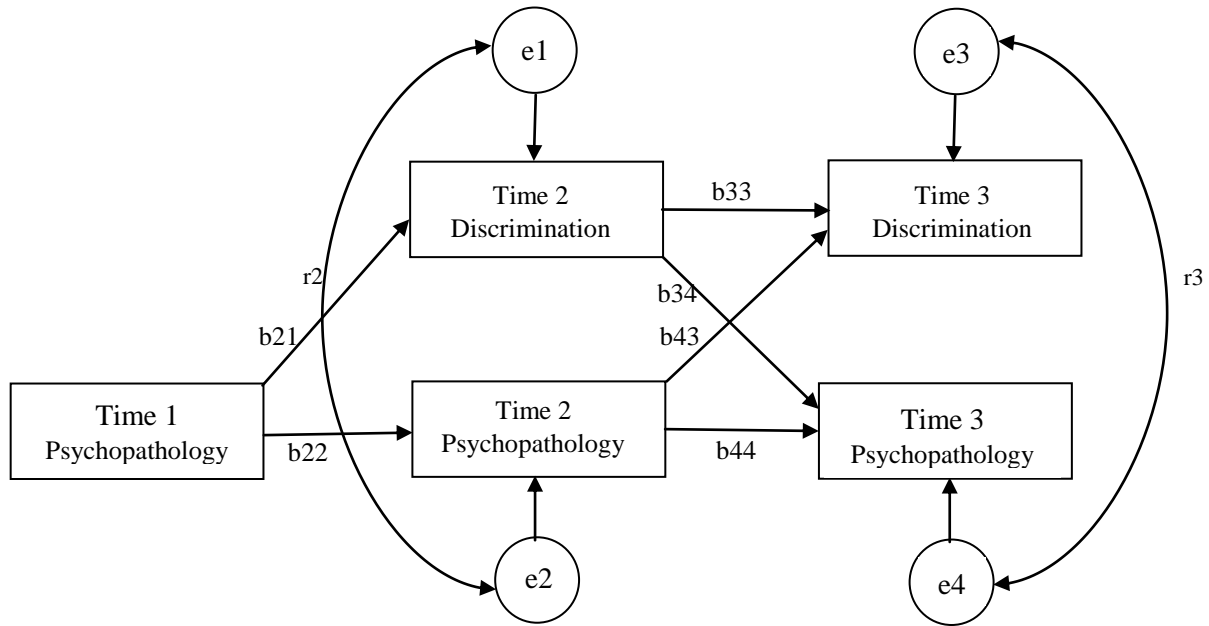 e1
e3
Time 2
Discrimination
b33
Time 3
Discrimination
r2
b34
r3
b21
b43
Time 1
Psychopathology
b22
Time 2
Psychopathology
b44
Time 3
Psychopathology
e2
e4